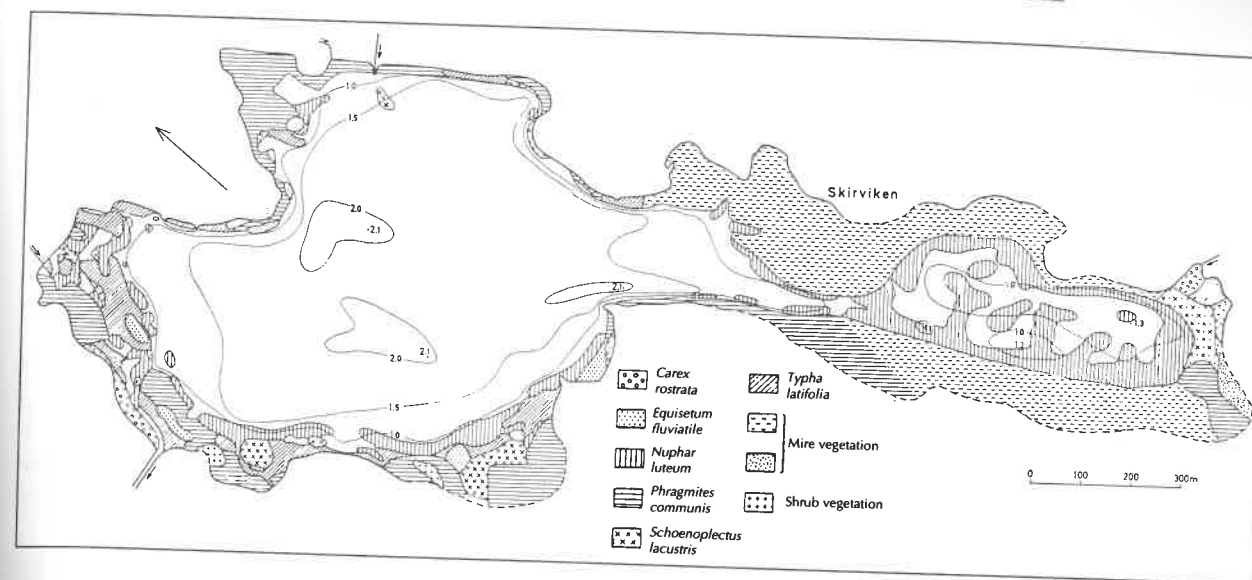 1.0
1.5
Skirviken
2.0
-2.1
2.1
1.0
1.0
1.3
1.1
1.2
2.0
2.1
1.5
1.0
Carex
rostrata
Equisetum
fluviatile
Nuphar
luteum
Phragmites
communis
Schoenoplectus
lacustris
Typha
latifolia
Mire vegetation
Shrub vegetation
0 100 200 300m